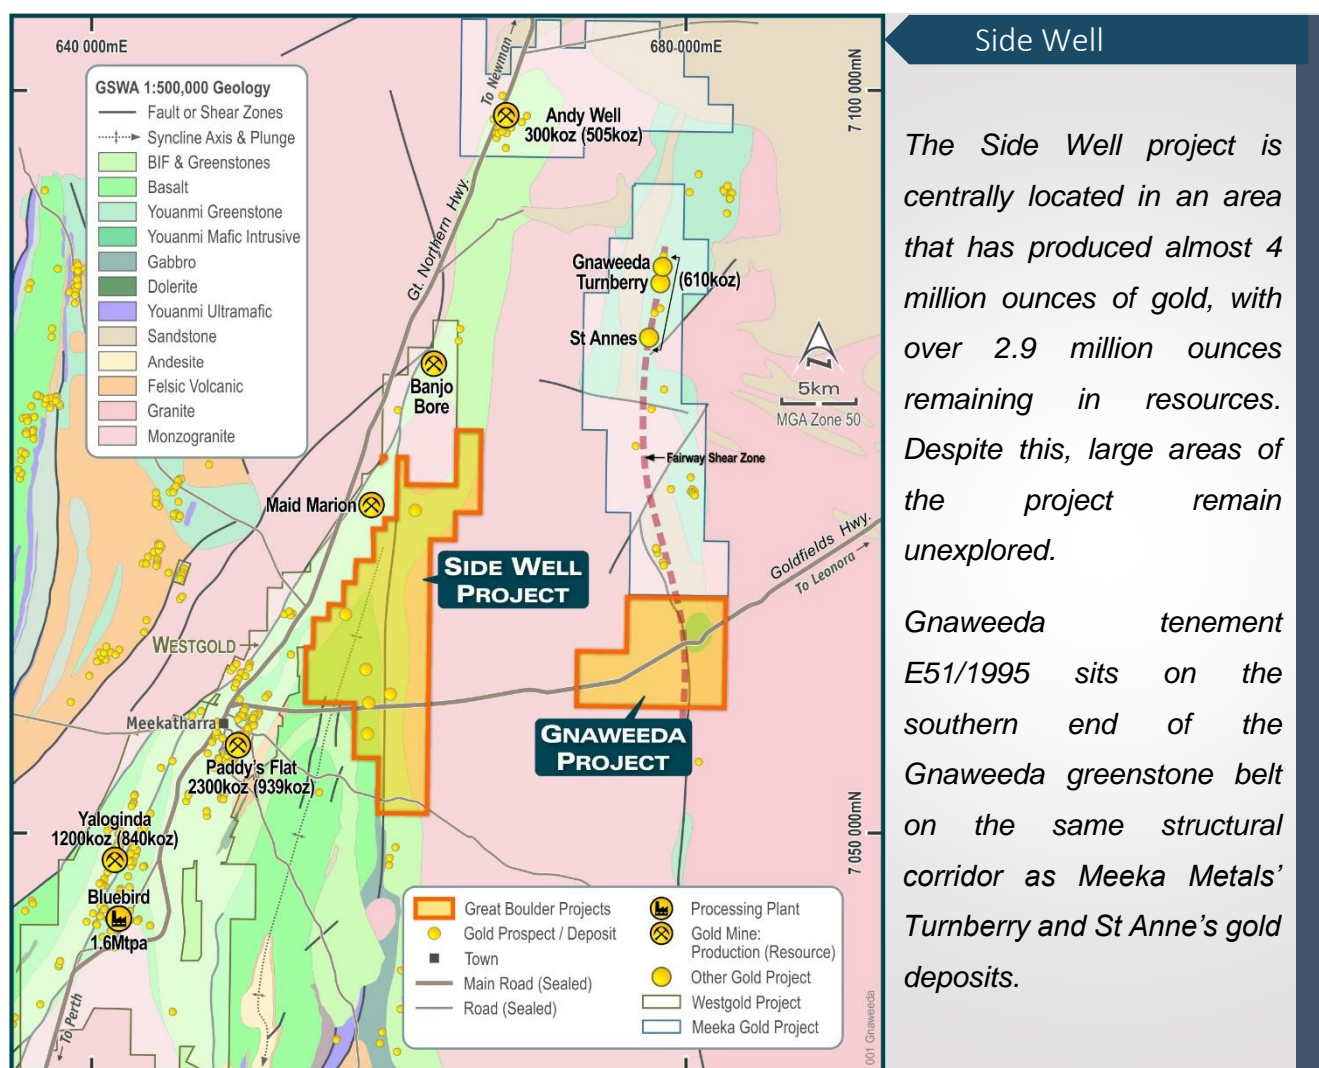 640 000mE
680 000mE
7 100 000mN
7 050 000mN
GSWA 1:500,000 Geology
Fault or Shear Zones
Syncline Axis & Plunge
BIF & Greenstones
Basalt
Youanmi Greenstone
Youanmi Mafic Intrusive
Gabbro
Dolerite
Youanmi Ultramafic
Sandstone
Andesite
Felsic Volcanic
Granite
Monzogranite
To Newman →
Andy Well
300koz (505koz)
Gt. Northern Hwy.
Gnaweeda
Turnberry
(610koz)
St Annes
5km
MGA Zone 50
Banjo
Bore
Fairway Shear Zone
Maid Marion
SIDE WELL
PROJECT
Goldfields Hwy.
To Leonora →
WESTGOLD
Meekatharra
GNAWEEDA
PROJECT
Paddy's Flat
2300koz (939koz)
Yaloginda
1200koz (840koz)
Bluebird
1.6Mtpa
← To Perth
Great Boulder Projects
Gold Prospect / Deposit
Town
Main Road (Sealed)
Road (Sealed)
Processing Plant
Gold Mine:
Production (Resource)
Other Gold Project
Westgold Project
Meeka Gold Project
001 Gnaweeda
Side Well
The Side Well project is
centrally located in an area
that has produced almost 4
million ounces of gold, with
over 2.9 million ounces
remaining in resources.
Despite this, large areas of
the project remain
unexplored.
Gnaweeda tenement
E51/1995 sits on the
southern end of the
Gnaweeda greenstone belt
on the same structural
corridor as Meeka Metals’
Turnberry and St Anne’s gold
deposits.